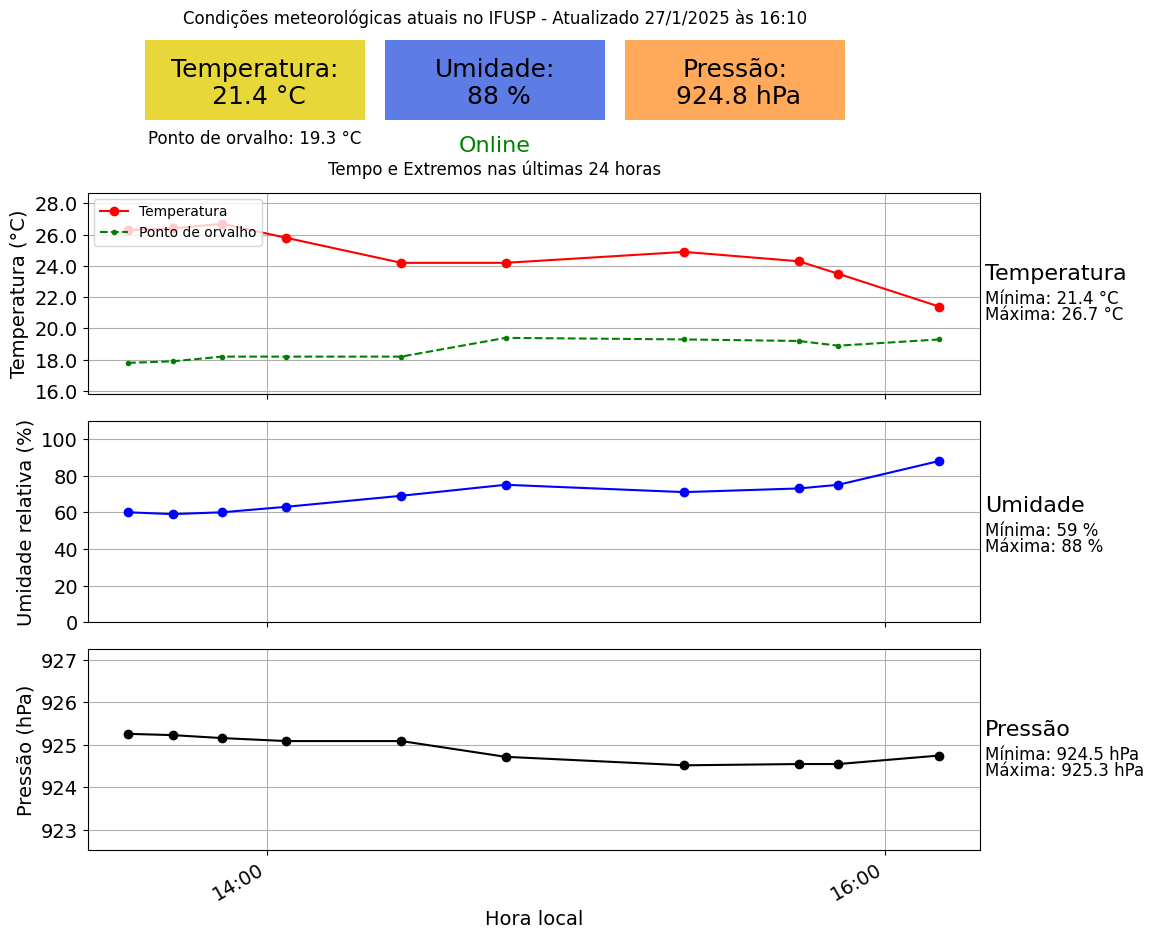 Condições meteorológicas atuais no IFUSP - Atualizado 27/1/2025 às 16:10
Temperatura:
21.4 °C
Umidade:
88 %
Pressão:
924.8 hPa
Ponto de orvalho: 19.3 °C
Online
Tempo e Extremos nas últimas 24 horas
Temperatura (°C)
28.0
26.0
24.0
22.0
20.0
18.0
16.0
Temperatura
Ponto de orvalho
Temperatura
Mínima: 21.4 °C
Máxima: 26.7 °C
Umidade relativa (%)
100
80
60
40
20
0
Umidade
Mínima: 59 %
Máxima: 88 %
Pressão (hPa)
927
926
925
924
923
Pressão
Mínima: 924.5 hPa
Máxima: 925.3 hPa
14:00
16:00
Hora local